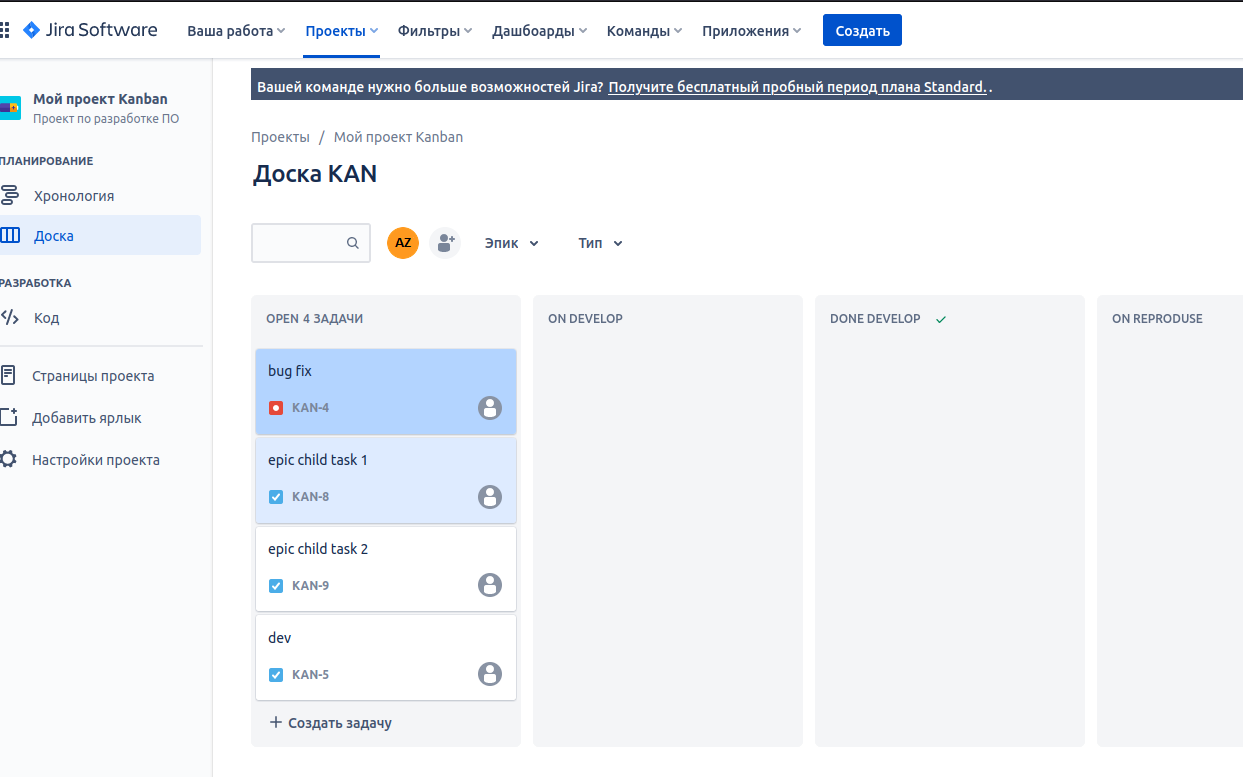 Jira Software
Ваша работа
Проекты
Фильтры
Дашбоарды
Команды
Приложения
Создать
Мой проект Kanban
Проект по разработке ПО
ПЛАНИРОВАНИЕ
Хронология
Доска
РАЗРАБОТКА
Код
Страницы проекта
Добавить ярлык
Настройки проекта
Вашей команде нужно больше возможностей Jira? Получите бесплатный пробный период плана Standard. .
Проекты / Мой проект Kanban
Доска KAN
AZ
Эпик
Тип
OPEN 4 ЗАДАЧИ
bug fix
KAN-4
epic child task 1
KAN-8
epic child task 2
KAN-9
dev
KAN-5
+ Создать задачу
ON DEVELOP
DONE DEVELOP
ON REPRODUSE